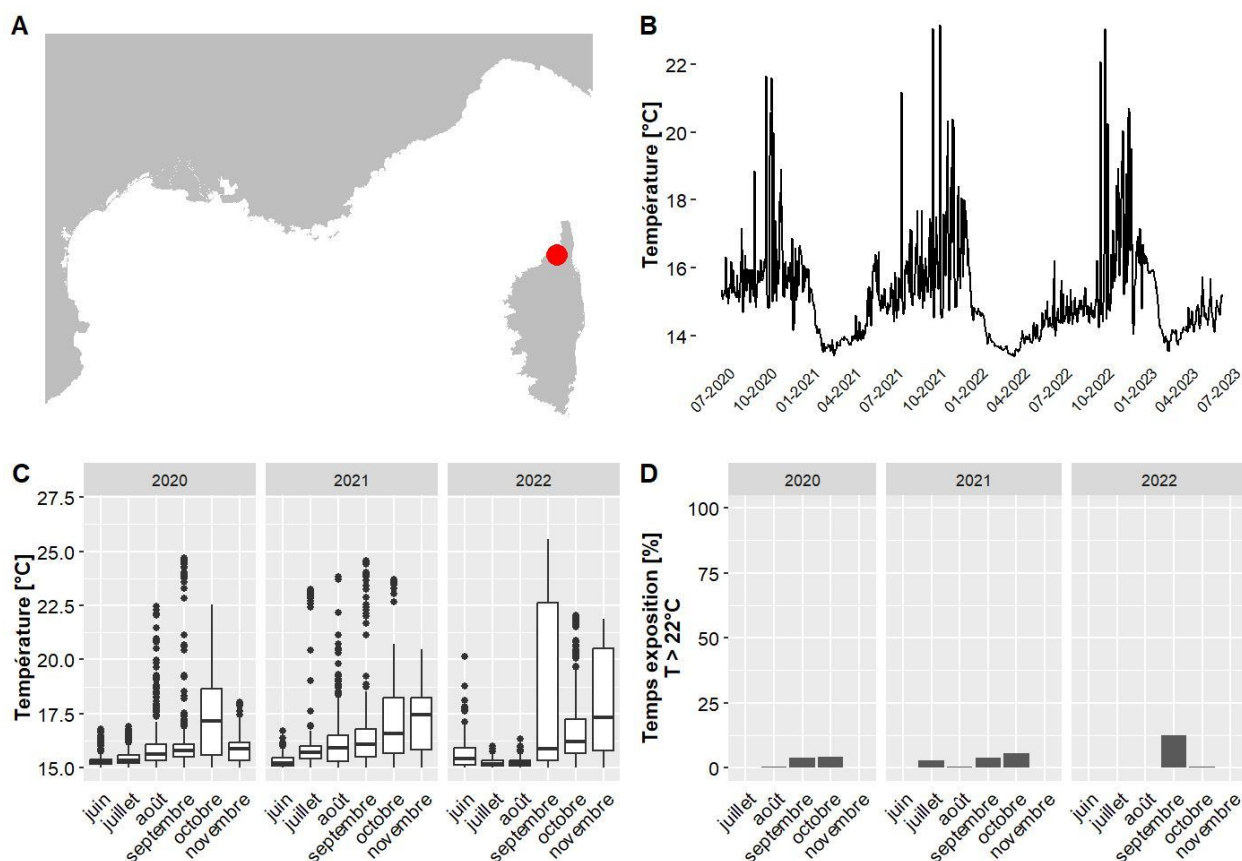 A
B
Température [°C]
22
20
18
16
14
07-2020
10-2020
01-2021
04-2021
07-2021
10-2021
01-2022
04-2022
07-2022
10-2022
01-2023
04-2023
07-2023
C
2020
2021
2022
Température [°C]
27.5
25.0
22.5
20.0
17.5
15.0
juin
juillet
août
septembre
octobre
novembre
juin
juillet
août
septembre
octobre
novembre
juin
juillet
août
septembre
octobre
novembre
D
2020
2021
2022
Temps exposition [%]
T > 22°C
100
75
50
25
0
juillet
août
septembre
octobre
novembre
juin
juillet
août
septembre
octobre
novembre
juin
juillet
août
septembre
octobre
novembre